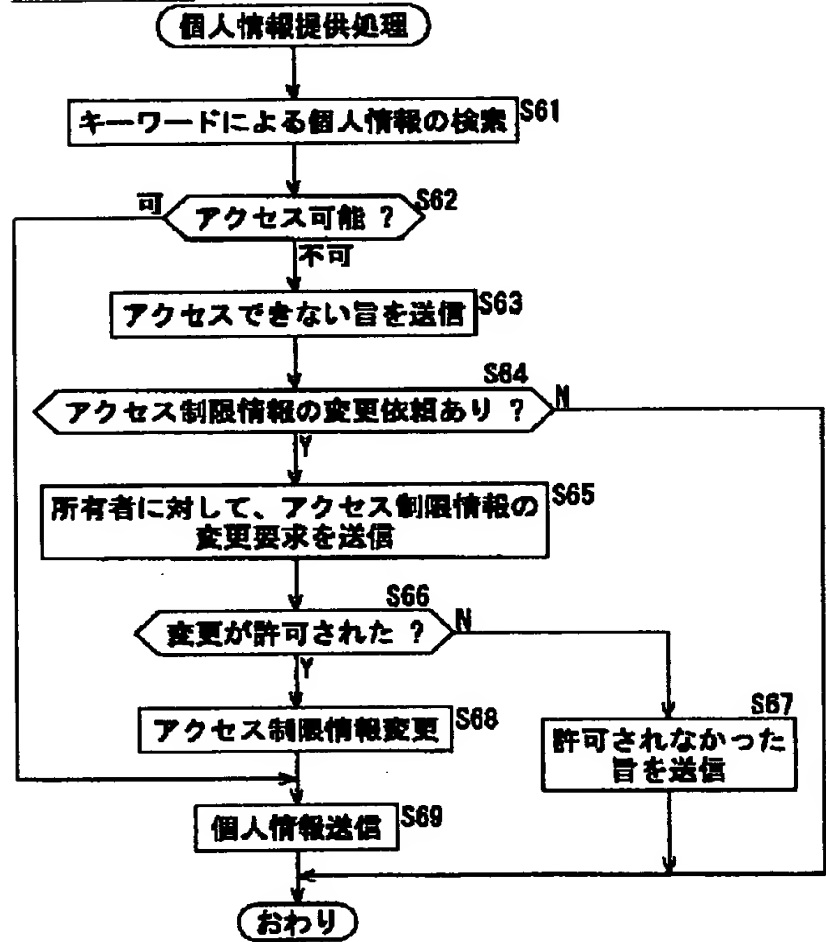 個人情報提供処理
キーワードによる個人情報の検索
S61
可
アクセス可能 ?
S62
不可
アクセスできない旨を送信
S63
S64
アクセス制限情報の変更依頼あり ?
N
Y
所有者に対して、アクセス制限情報の
変更要求を送信
S65
S66
変更が許可された ?
N
Y
アクセス制限情報変更
S68
S67
許可されなかった
旨を送信
個人情報送信
S69
おわり